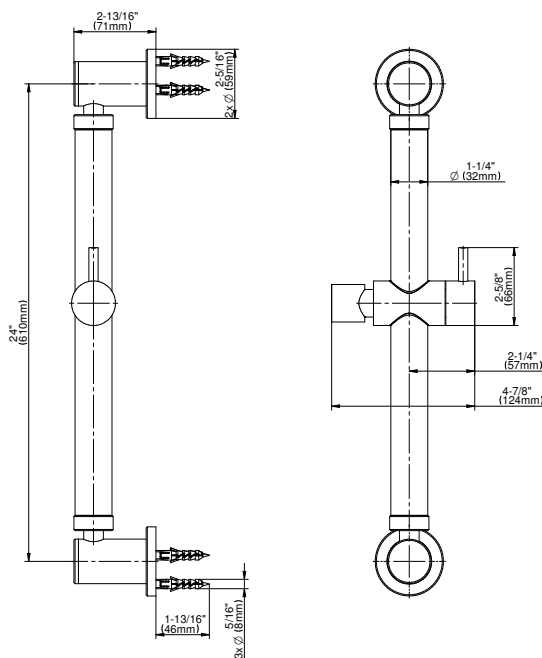 2-13/16"
(71mm)
2-5/16"
2x Ø (59mm)
24"
(610mm)
1-13/16"
(46mm)
5/16"
3x Ø (8mm)
1-1/4"
Ø (32mm)
2-5/8"
(66mm)
2-1/4"
(57mm)
4-7/8"
(124mm)